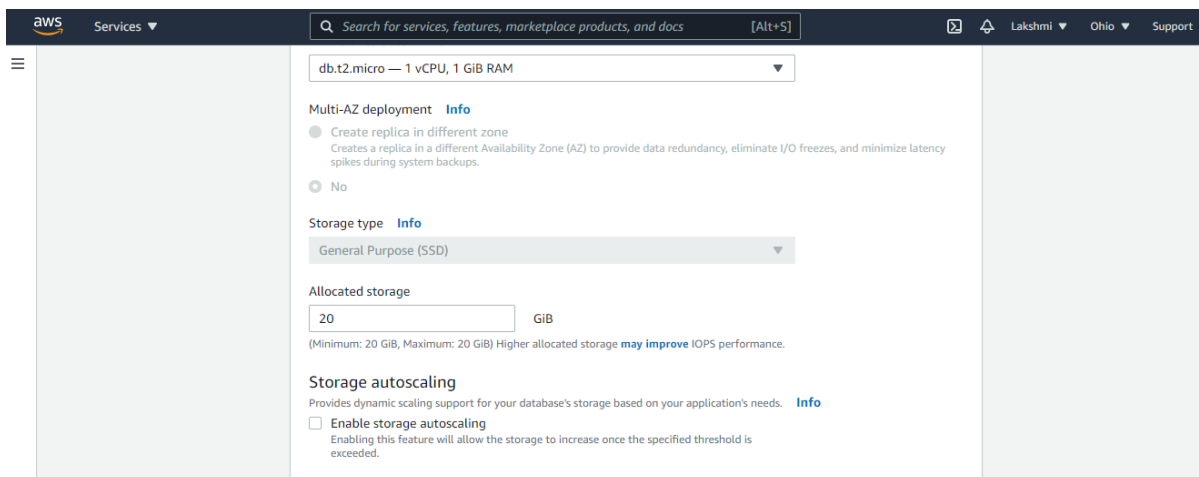 aws Services ▼ Search for services, features, marketplace products, and docs [Alt+S] Lakshmi ▼ Ohio ▼ Support
db.t2.micro — 1 vCPU, 1 GiB RAM
Multi-AZ deployment Info
Create replica in different zone
Creates a replica in a different Availability Zone (AZ) to provide data redundancy, eliminate I/O freezes, and minimize latency
spikes during system backups.
No
Storage type Info
General Purpose (SSD)
Allocated storage
20 GiB
(Minimum: 20 GiB, Maximum: 20 GiB) Higher allocated storage may improve IOPS performance.
Storage autoscaling
Provides dynamic scaling support for your database's storage based on your application's needs. Info
Enable storage autoscaling
Enabling this feature will allow the storage to increase once the specified threshold is
exceeded.